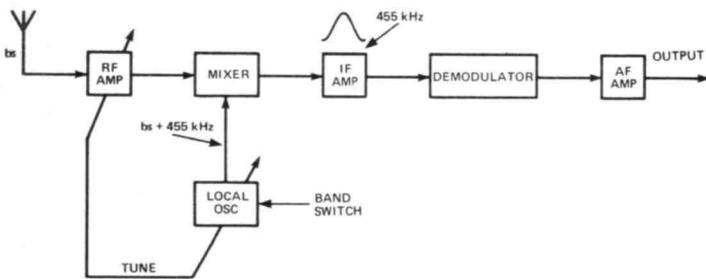 455 kHz
bs
RF
AMP
MIXER
IF
AMP
DEMODULATOR
AF
AMP
OUTPUT
bs + 455 kHz
LOCAL
OSC
BAND
SWITCH
TUNE